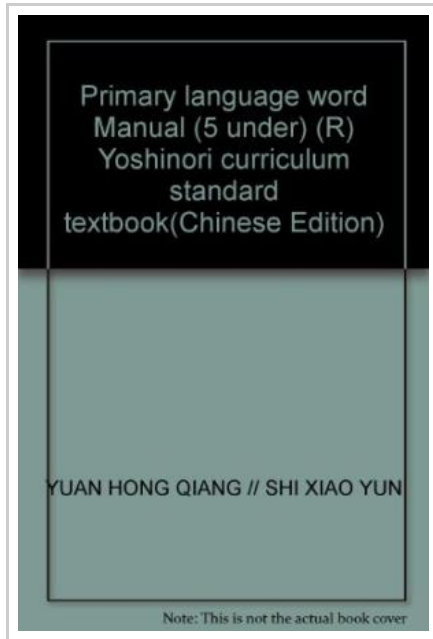 Primary language word
Manual (5 under) (R)
Yoshinori curriculum
standard
textbook(Chinese Edition)
YUAN HONG QIANG // SHI XIAO YUN
Note: This is not the actual book cover